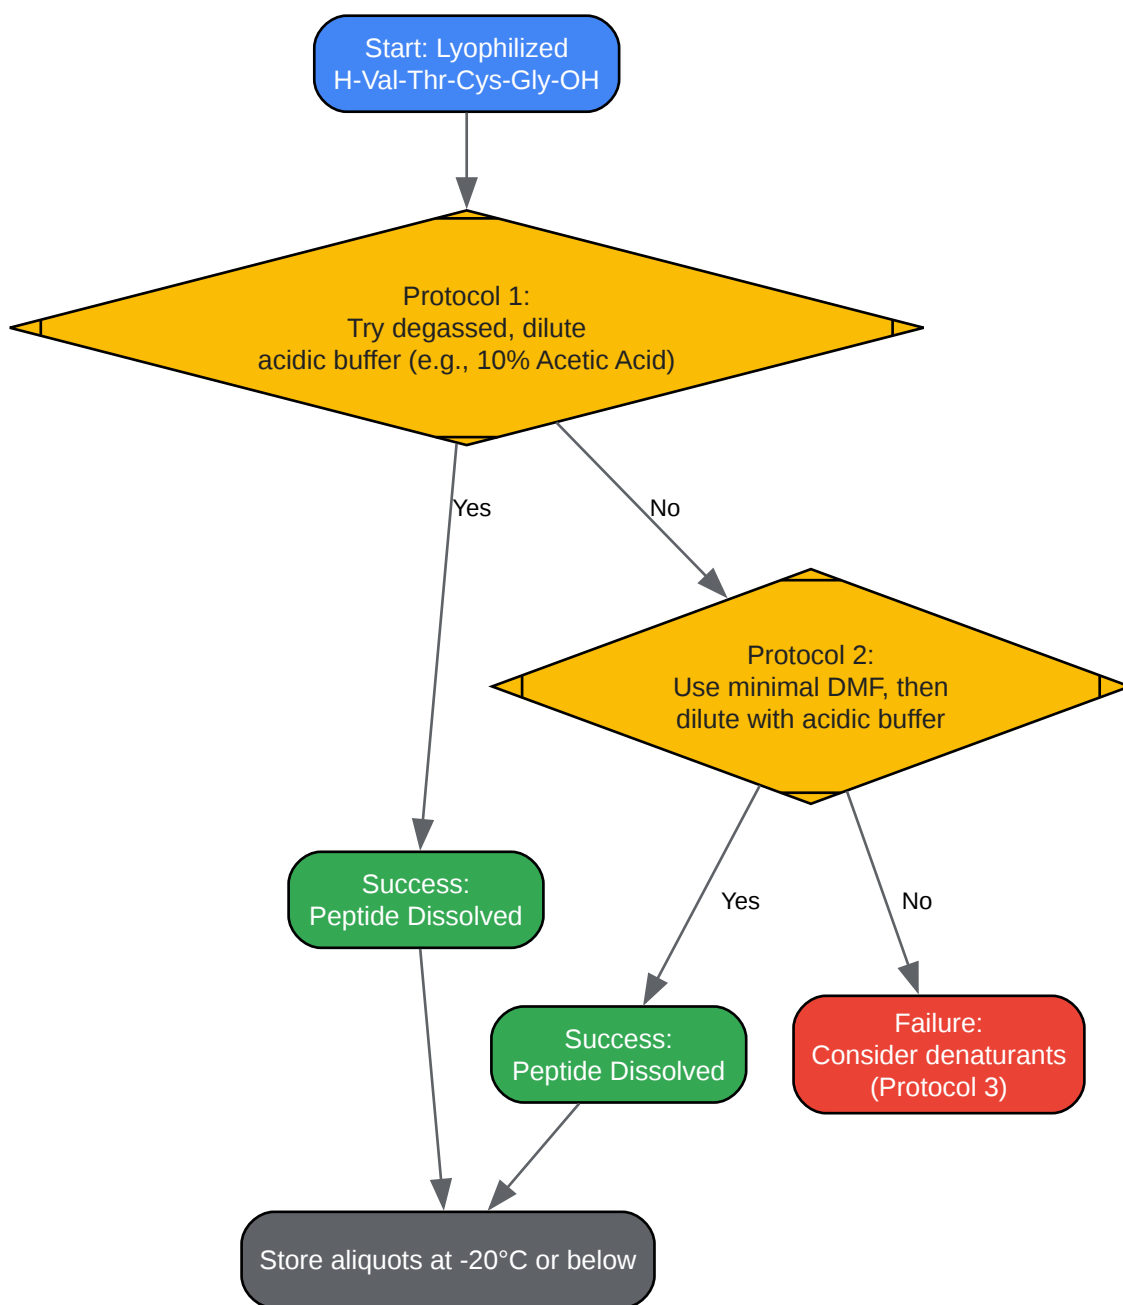 Start: Lyophilized
H-Val-Thr-Cys-Gly-OH
Protocol 1:
Try degassed, dilute
acidic buffer (e.g., 10% Acetic Acid)
Yes
No
Protocol 2:
Use minimal DMF, then
dilute with acidic buffer
Success:
Peptide Dissolved
Yes
No
Success:
Peptide Dissolved
Failure:
Consider denaturants
(Protocol 3)
Store aliquots at -20°C or below